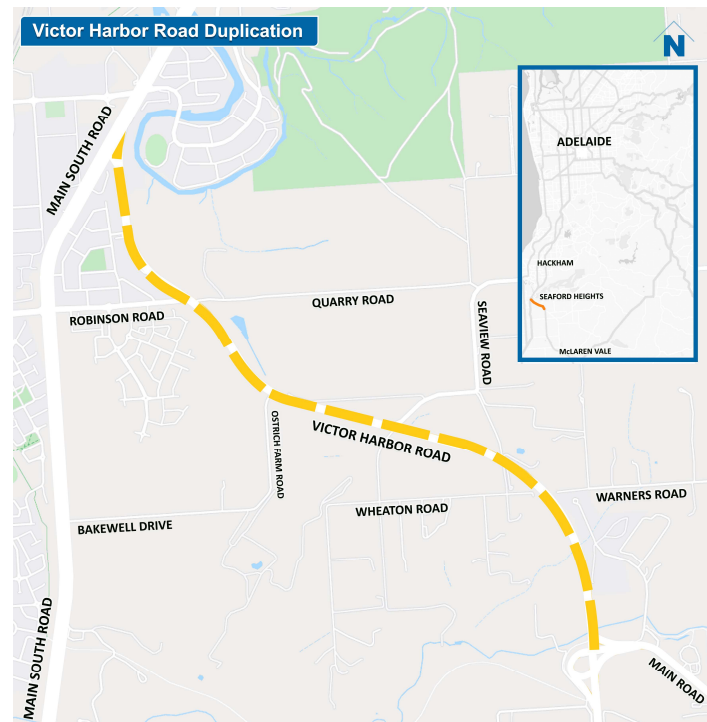 Victor Harbor Road Duplication
N
MAIN SOUTH ROAD
ADELAIDE
HACKHAM
SEAFORD HEIGHTS
McLAREN VALE
QUARRY ROAD
ROBINSON ROAD
SEAVIEW ROAD
OSTRICH FARM ROAD
VICTOR HARBOR ROAD
WARNERS ROAD
WHEATON ROAD
BAKEWELL DRIVE
MAIN SOUTH ROAD
MAIN ROAD